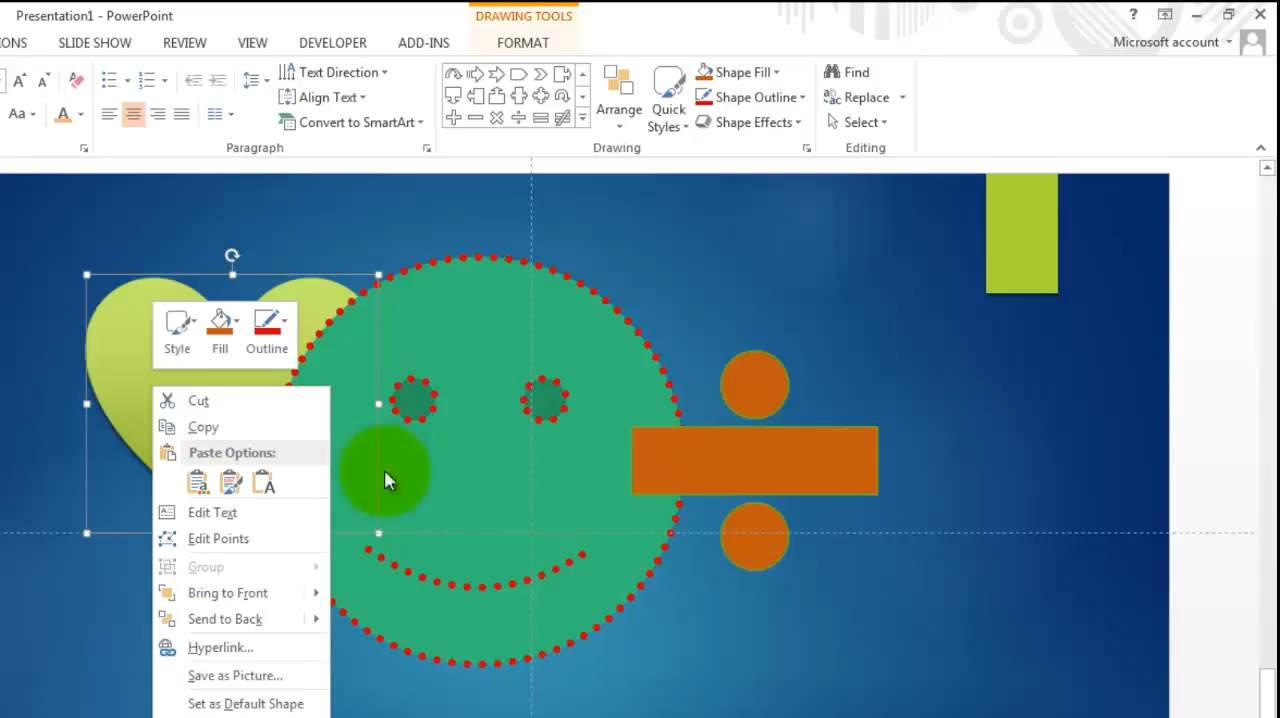 Presentation1 - PowerPoint
DRAWING TOOLS
?
ONS
SLIDE SHOW
REVIEW
VIEW
DEVELOPER
ADD-INS
FORMAT
Microsoft account
Text Direction
Align Text
Convert to SmartArt
Aa
A
Arrange
Quick
Styles
Shape Fill
Shape Outline
Shape Effects
Find
Replace
Select
Paragraph
Drawing
Editing
Style
Fill
Outline
Cut
Copy
Paste Options:
Edit Text
Edit Points
Group
Bring to Front
Send to Back
Hyperlink...
Save as Picture...
Set as Default Shape